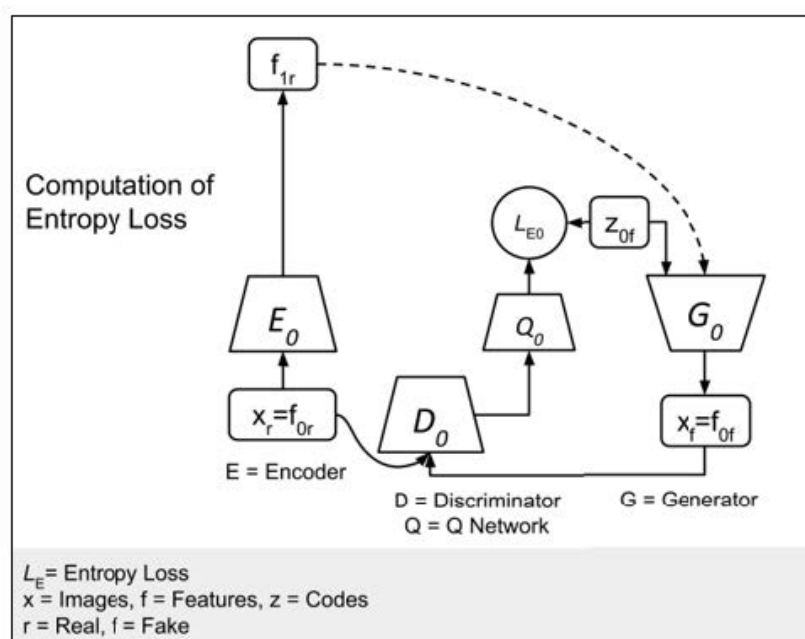 f1r
Computation of
Entropy Loss
LE0
z0f
E0
Q0
G0
xr=f0r
D0
xf=f0f
E = Encoder
D = Discriminator
G = Generator
Q = Q Network
LE= Entropy Loss
x = Images, f = Features, z = Codes
r = Real, f = Fake